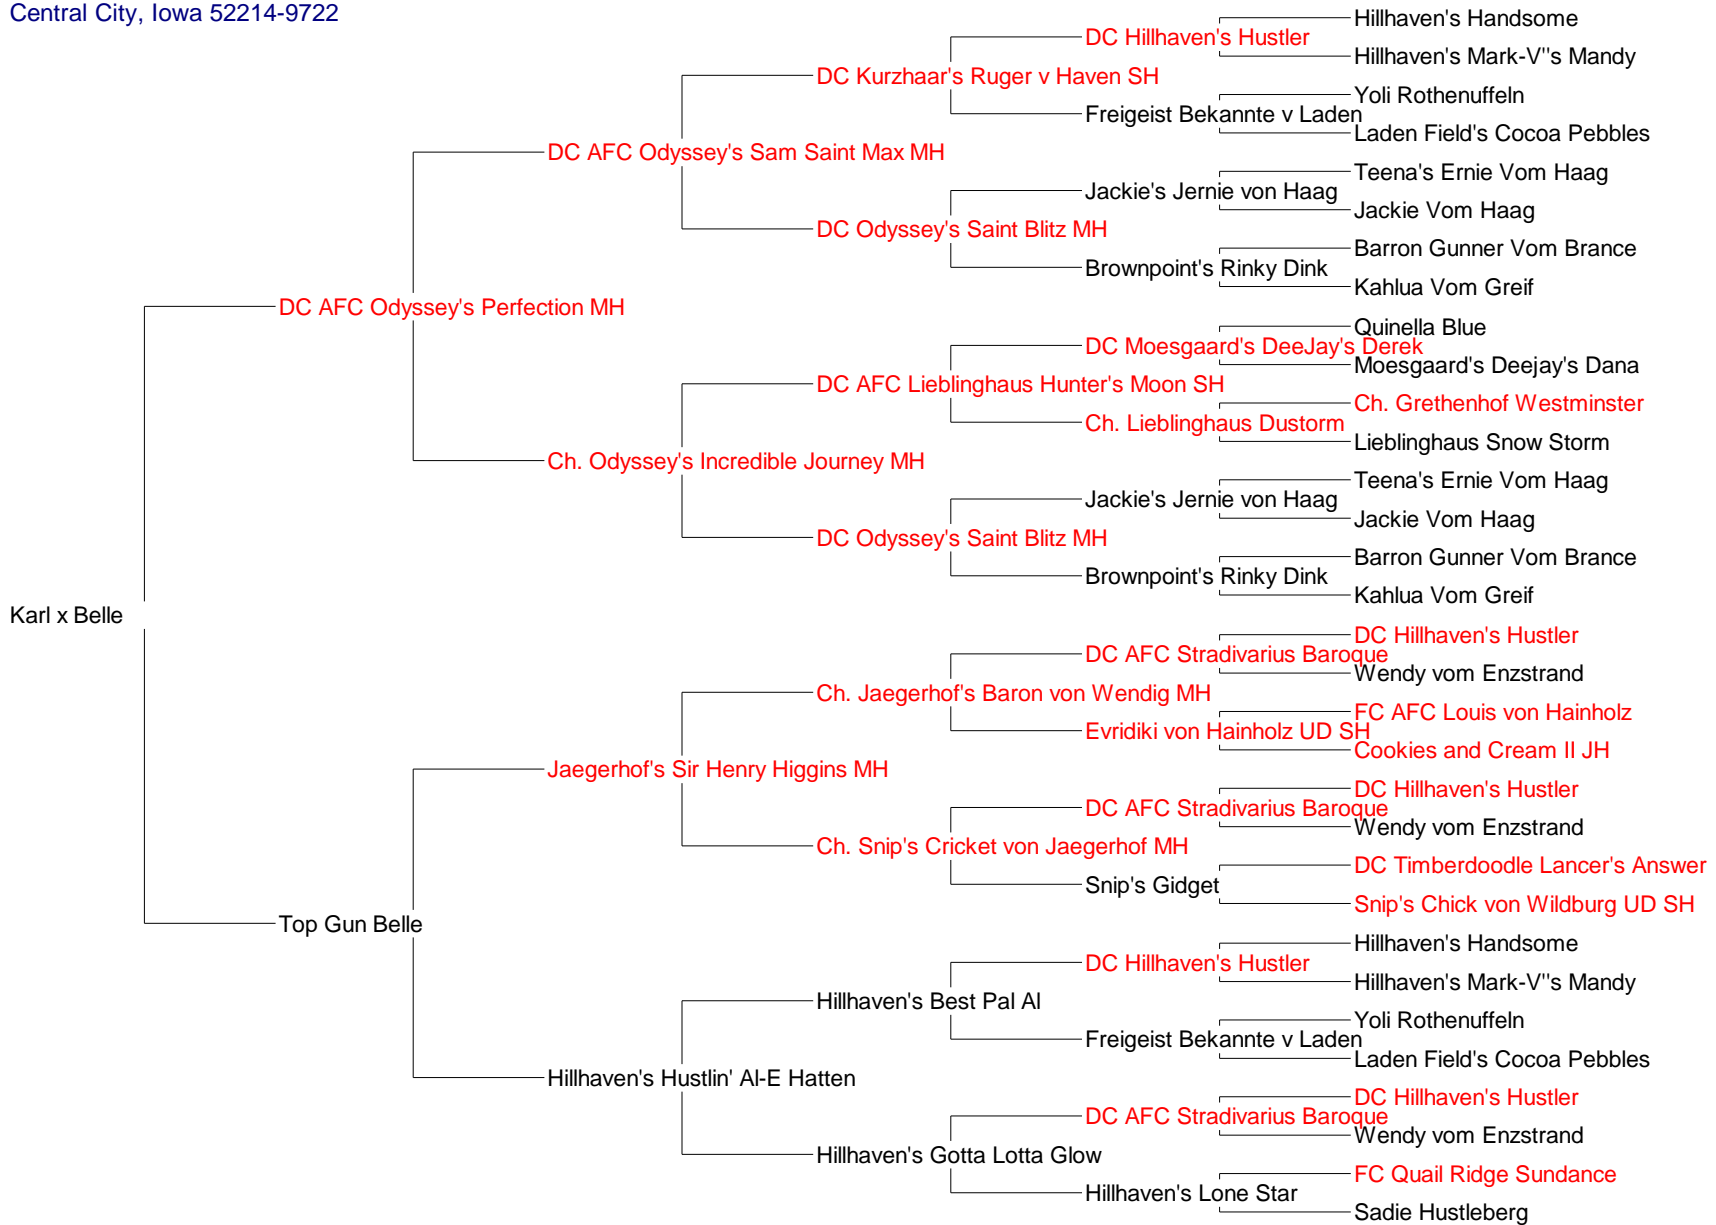 Central City, Iowa 52214-9722
Hillhaven's Handsome
DC Hillhaven's Hustler
Hillhaven's Mark-V"s Mandy
DC Kurzhaar's Ruger v Haven SH
Yoli Rothenuffeln
Freigeist Bekannte v Laden
Laden Field's Cocoa Pebbles
DC AFC Odyssey's Sam Saint Max MH
Teena's Ernie Vom Haag
Jackie's Jernie von Haag
Jackie Vom Haag
DC Odyssey's Saint Blitz MH
Barron Gunner Vom Brance
Brownpoint's Rinky Dink
Kahlua Vom Greif
DC AFC Odyssey's Perfection MH
Quinella Blue
DC Moesgaard's DeeJay's Derek
Moesgaard's Deejay's Dana
DC AFC Lieblinghaus Hunter's Moon SH
Ch. Grethenhof Westminster
Ch. Lieblinghaus Dustorm
Lieblinghaus Snow Storm
Ch. Odyssey's Incredible Journey MH
Teena's Ernie Vom Haag
Jackie's Jernie von Haag
Jackie Vom Haag
DC Odyssey's Saint Blitz MH
Barron Gunner Vom Brance
Brownpoint's Rinky Dink
Kahlua Vom Greif
Karl x Belle
DC Hillhaven's Hustler
DC AFC Stradivarius Baroque
Wendy vom Enzstrand
Ch. Jaegerhof's Baron von Wendig MH
FC AFC Louis von Hainholz
Evridiki von Hainholz UD SH
Cookies and Cream II JH
Jaegerhof's Sir Henry Higgins MH
DC Hillhaven's Hustler
DC AFC Stradivarius Baroque
Wendy vom Enzstrand
Ch. Snip's Cricket von Jaegerhof MH
DC Timberdoodle Lancer's Answer
Snip's Gidget
Snip's Chick von Wildburg UD SH
Top Gun Belle
Hillhaven's Handsome
DC Hillhaven's Hustler
Hillhaven's Mark-V"s Mandy
Hillhaven's Best Pal Al
Yoli Rothenuffeln
Freigeist Bekannte v Laden
Laden Field's Cocoa Pebbles
Hillhaven's Hustlin' Al-E Hatten
DC Hillhaven's Hustler
DC AFC Stradivarius Baroque
Wendy vom Enzstrand
Hillhaven's Gotta Lotta Glow
FC Quail Ridge Sundance
Hillhaven's Lone Star
Sadie Hustleberg